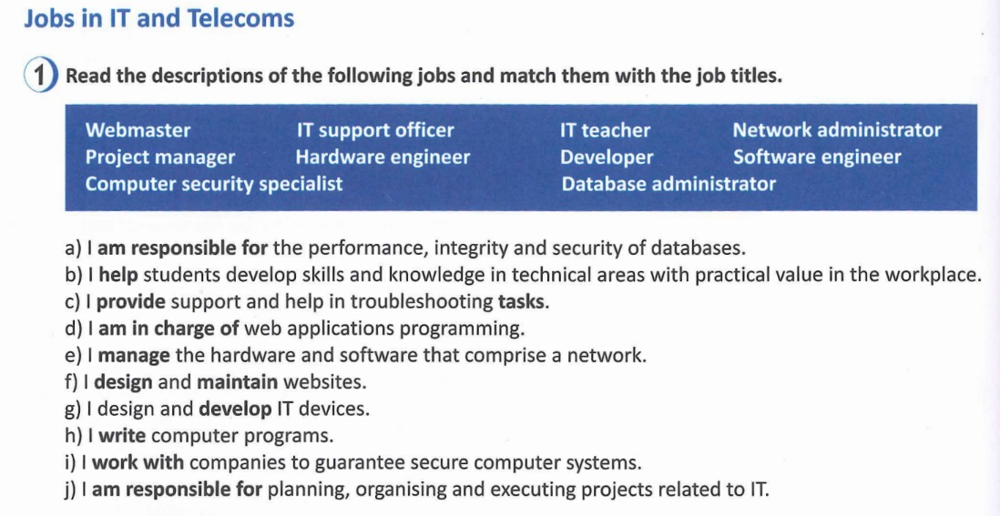 Jobs in IT and Telecoms
1 Read the descriptions of the following jobs and match them with the job titles.
Webmaster IT support officer IT teacher Network administrator
Project manager Hardware engineer Developer Software engineer
Computer security specialist Database administrator
a) I am responsible for the performance, integrity and security of databases.
b) I help students develop skills and knowledge in technical areas with practical value in the workplace.
c) I provide support and help in troubleshooting tasks.
d) I am in charge of web applications programming.
e) I manage the hardware and software that comprise a network.
f) I design and maintain websites.
g) I design and develop IT devices.
h) I write computer programs.
i) I work with companies to guarantee secure computer systems.
j) I am responsible for planning, organising and executing projects related to IT.